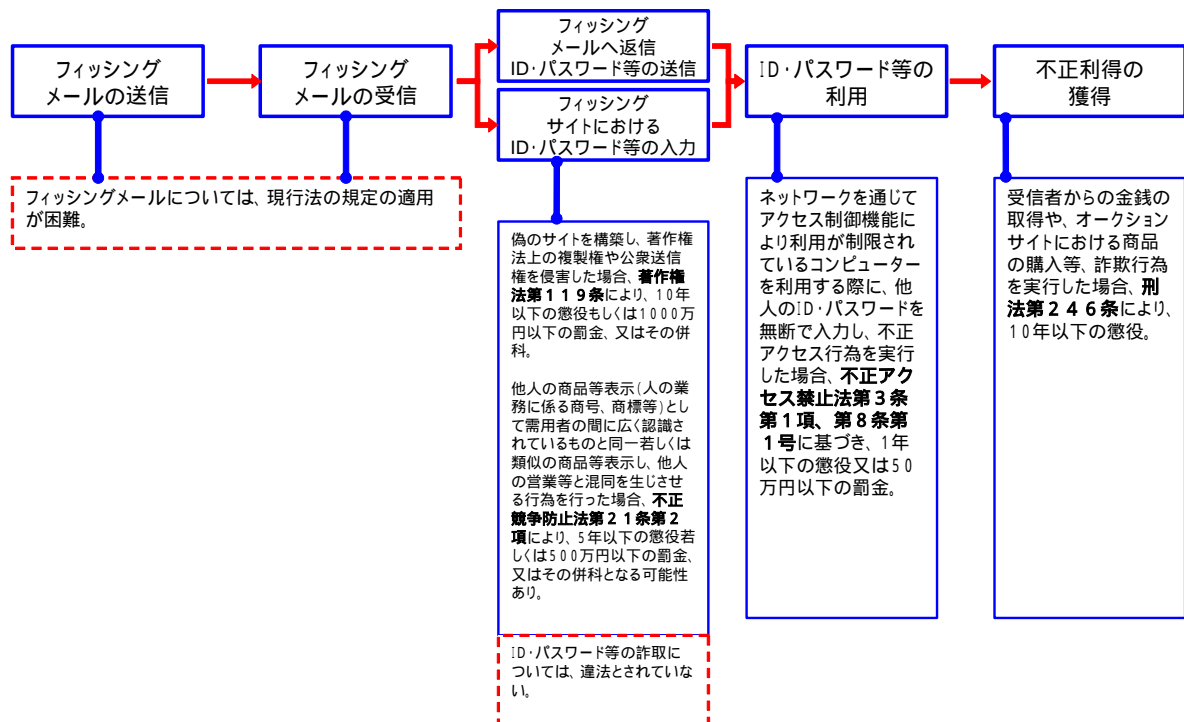 フィッシング
メールの送信
フィッシング
メールの受信
フィッシング
メールへ返信
ID・パスワード等の送信
フィッシング
サイトにおける
ID・パスワード等の入力
ID・パスワード等の
利用
不正利得の
獲得
フィッシングメールについては、現行法の規定の適用
が困難。
偽のサイトを構築し、著作権
法上の複製権や公衆送信
権を侵害した場合、著作権
法第119条により、10年
以下の懲役もしくは1000万
円以下の罰金、又はその併
科。
他人の商品等表示(人の業
務に係る商号、商標等)とし
て需用者の間に広く認識さ
れているものと同一若しくは
類似の商品等表示し、他人
の営業等と混同を生じさせ
る行為を行った場合、不正
競争防止法第21条第2
項により、5年以下の懲役若
しくは500万円以下の罰金、
又はその併科となる可能性
あり。
ID・パスワード等の詐取に
ついては、違法とされていな
い。
ネットワークを通じて
アクセス制御機能に
より利用が制限され
ているコンピューター
を利用する際に、他
人のID・パスワードを
無断で入力し、不正
アクセス行為を実行
した場合、不正アク
セス禁止法第3条
第1項、第8条第
1号に基づき、1年
以下の懲役又は50
万円以下の罰金。
受信者からの金銭の
取得や、オークション
サイトにおける商品
の購入等、詐欺行為
を実行した場合、刑
法第246条により、
10年以下の懲役。